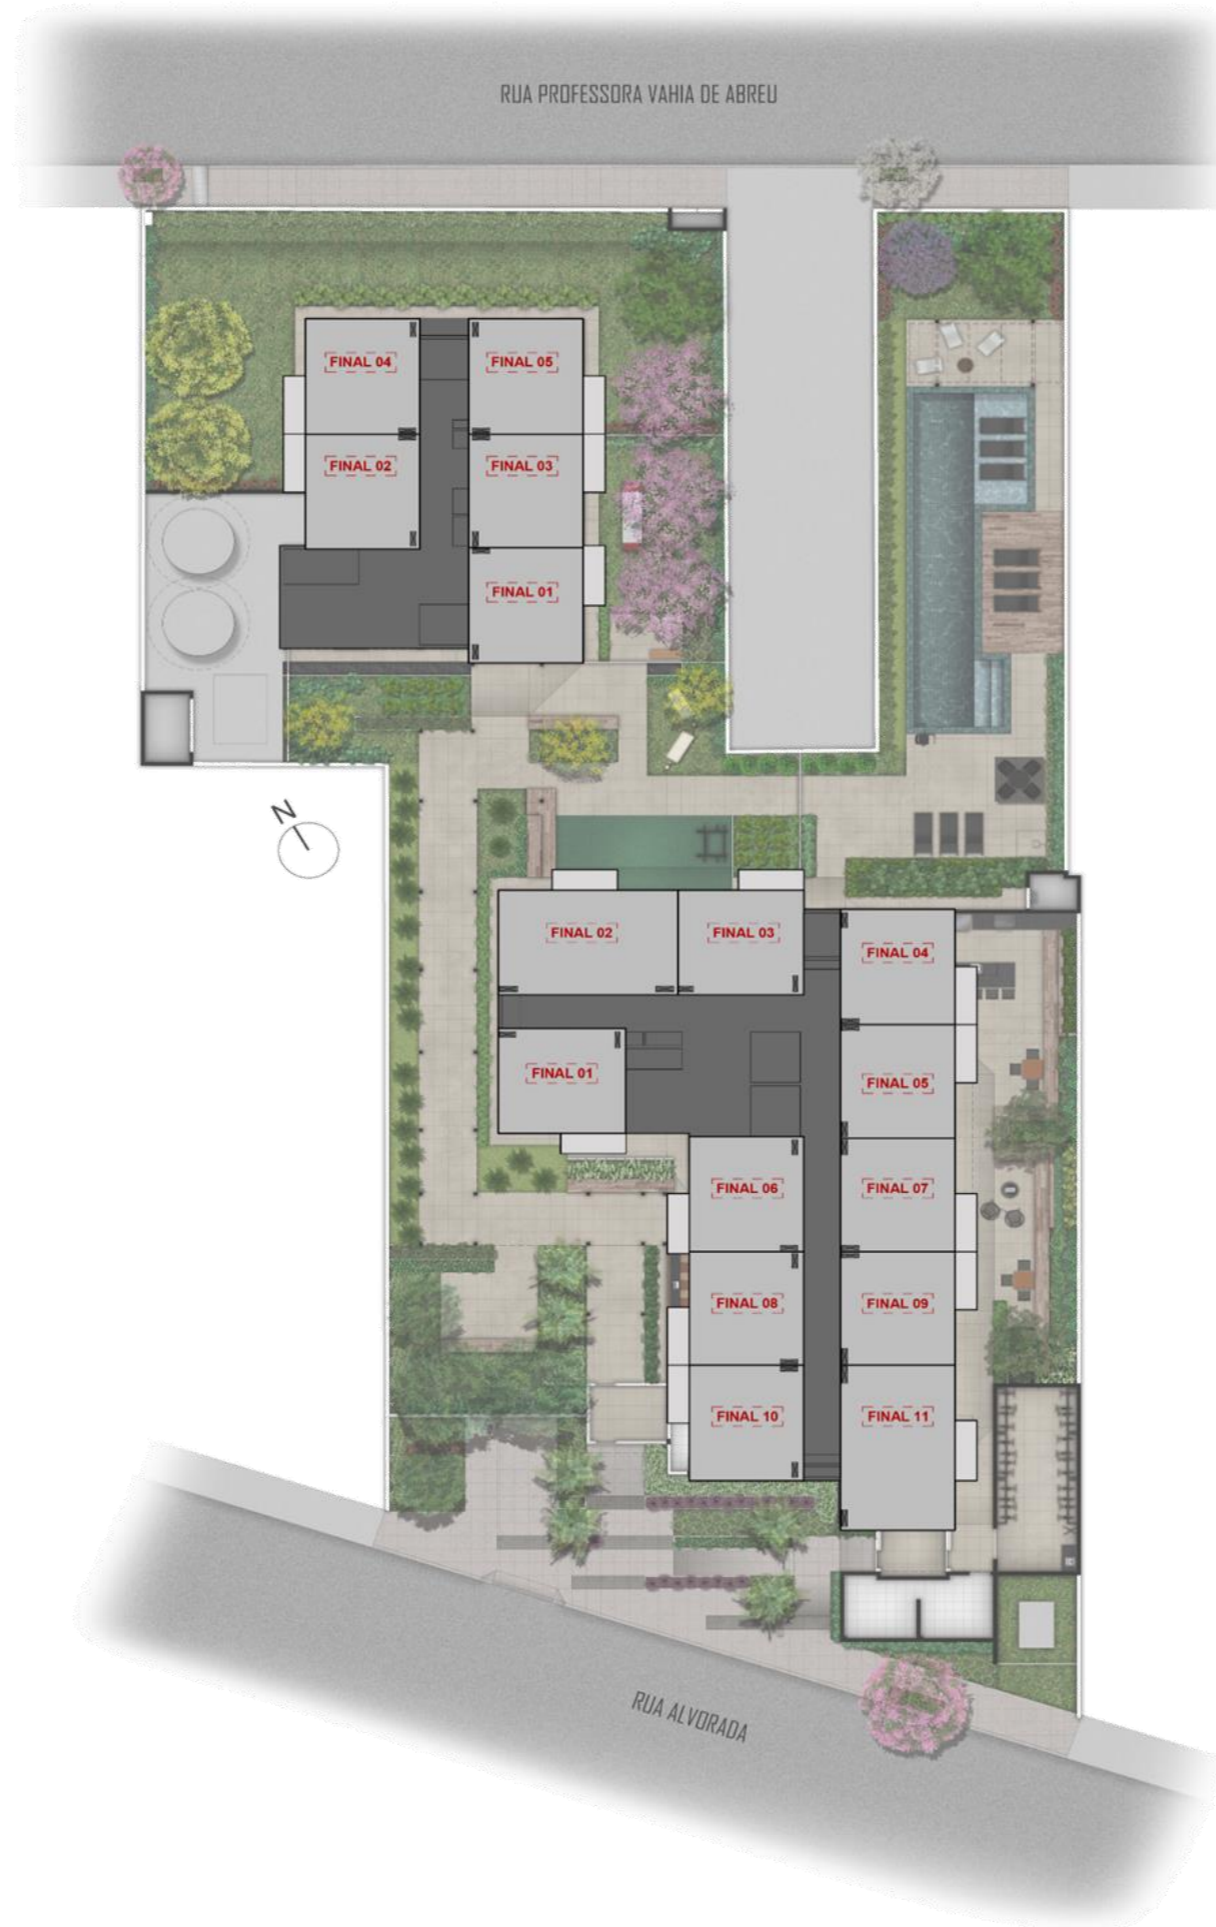 RUA PROFESSORA VAHIA DE ABREU
FINAL 04
FINAL 05
FINAL 02
FINAL 03
FINAL 01
N
FINAL 02
FINAL 03
FINAL 04
FINAL 01
FINAL 05
FINAL 06
FINAL 07
FINAL 08
FINAL 09
FINAL 10
FINAL 11
RUA ALVORADA